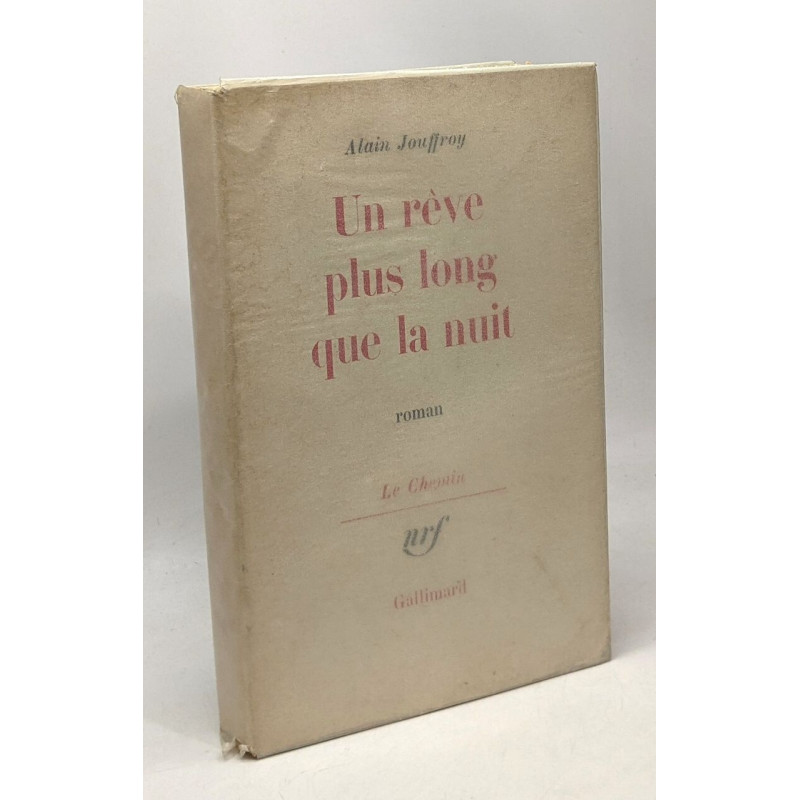 Alain Jouffroy
Un rêve
plus long
que la nuit
roman
Le Chemin
nrf
Gallimard